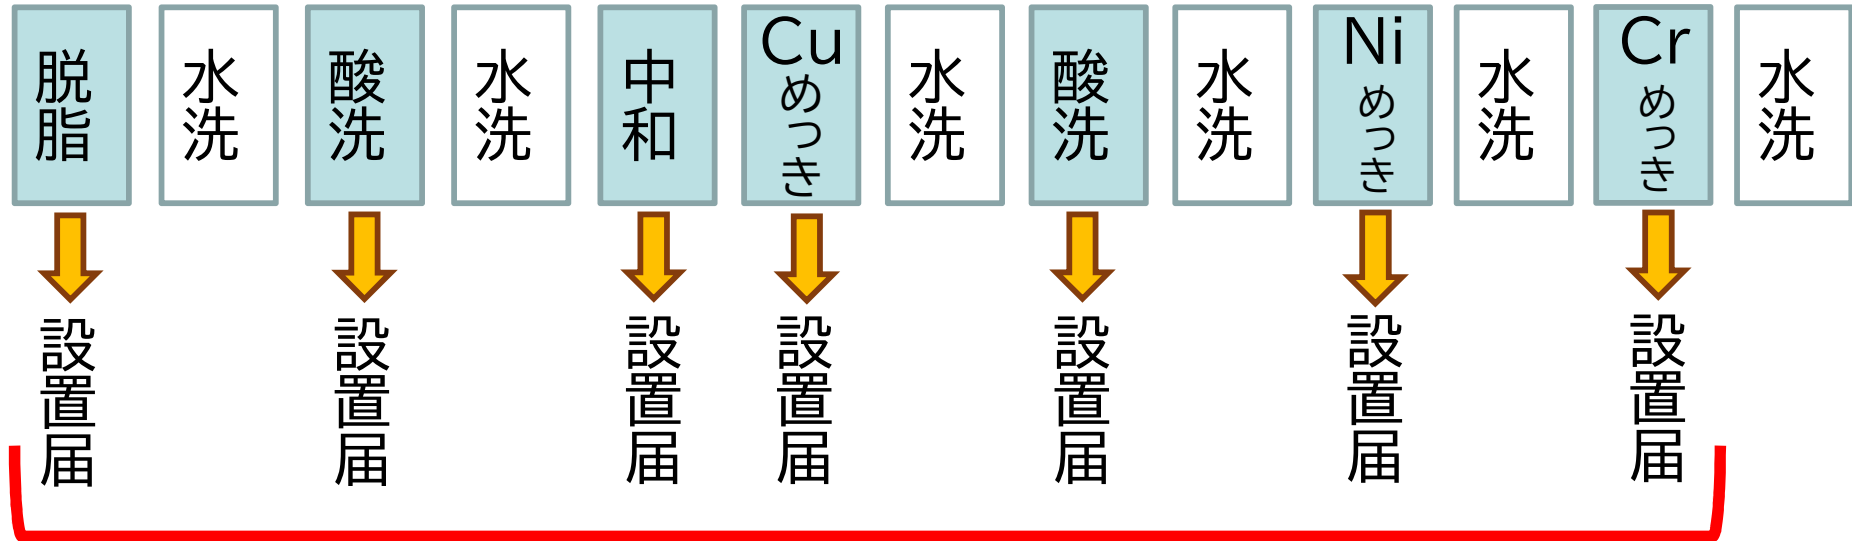 脱脂
水洗
酸洗
水洗
中和
Cuめっき
水洗
酸洗
水洗
Niめっき
水洗
Crめっき
水洗
設置届
設置届
設置届
設置届
設置届
設置届
設置届